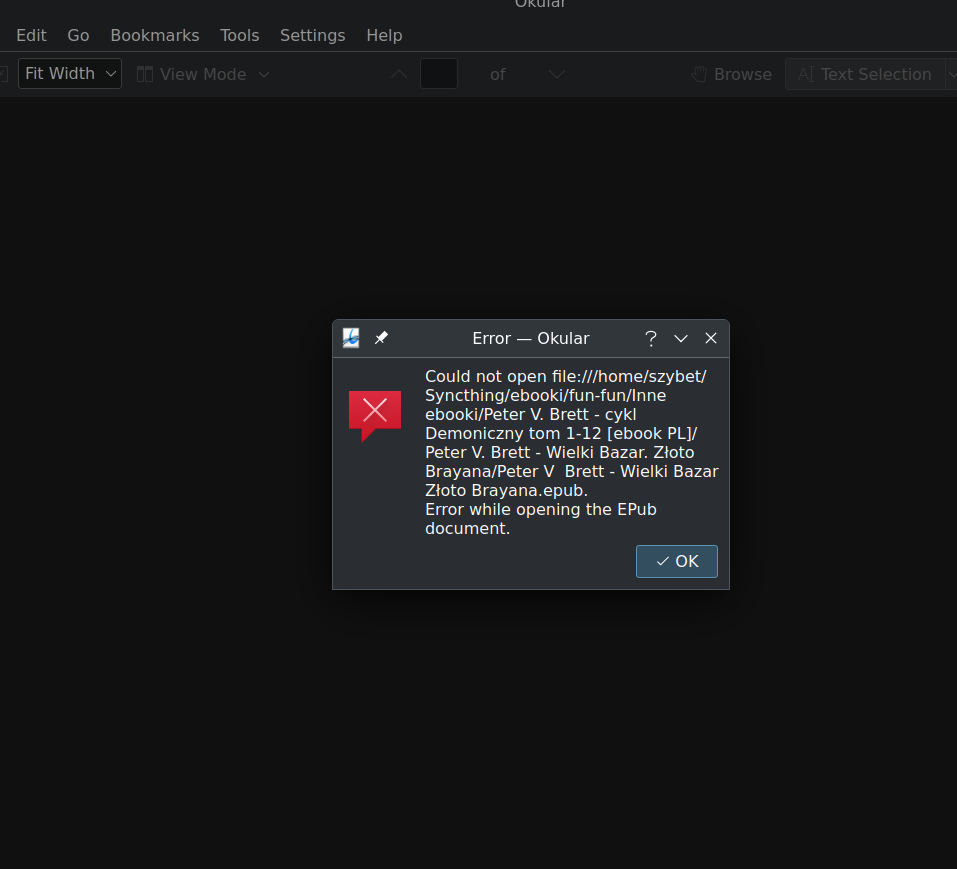 Okular
Edit Go Bookmarks Tools Settings Help
Fit Width View Mode of Browse Text Selection
Error — Okular
Could not open file:///home/szybet/
Syncthing/ebooki/fun-fun/Inne
ebooki/Peter V. Brett - cykl
Demoniczny tom 1-12 [ebook PL]/
Peter V. Brett - Wielki Bazar. Złoto
Brayana/Peter V  Brett - Wielki Bazar
Złoto Brayana.epub.
Error while opening the EPub
document.
OK